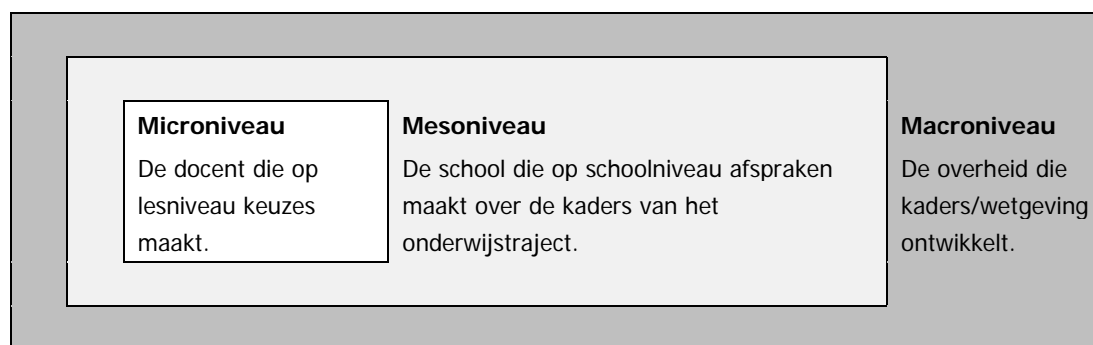 Microniveau
De docent die op
lesniveau keuzes
maakt.
Mesoniveau
De school die op schoolniveau afspraken
maakt over de kaders van het
onderwijstraject.
Macroniveau
De overheid die
kaders/wetgeving
ontwikkelt.